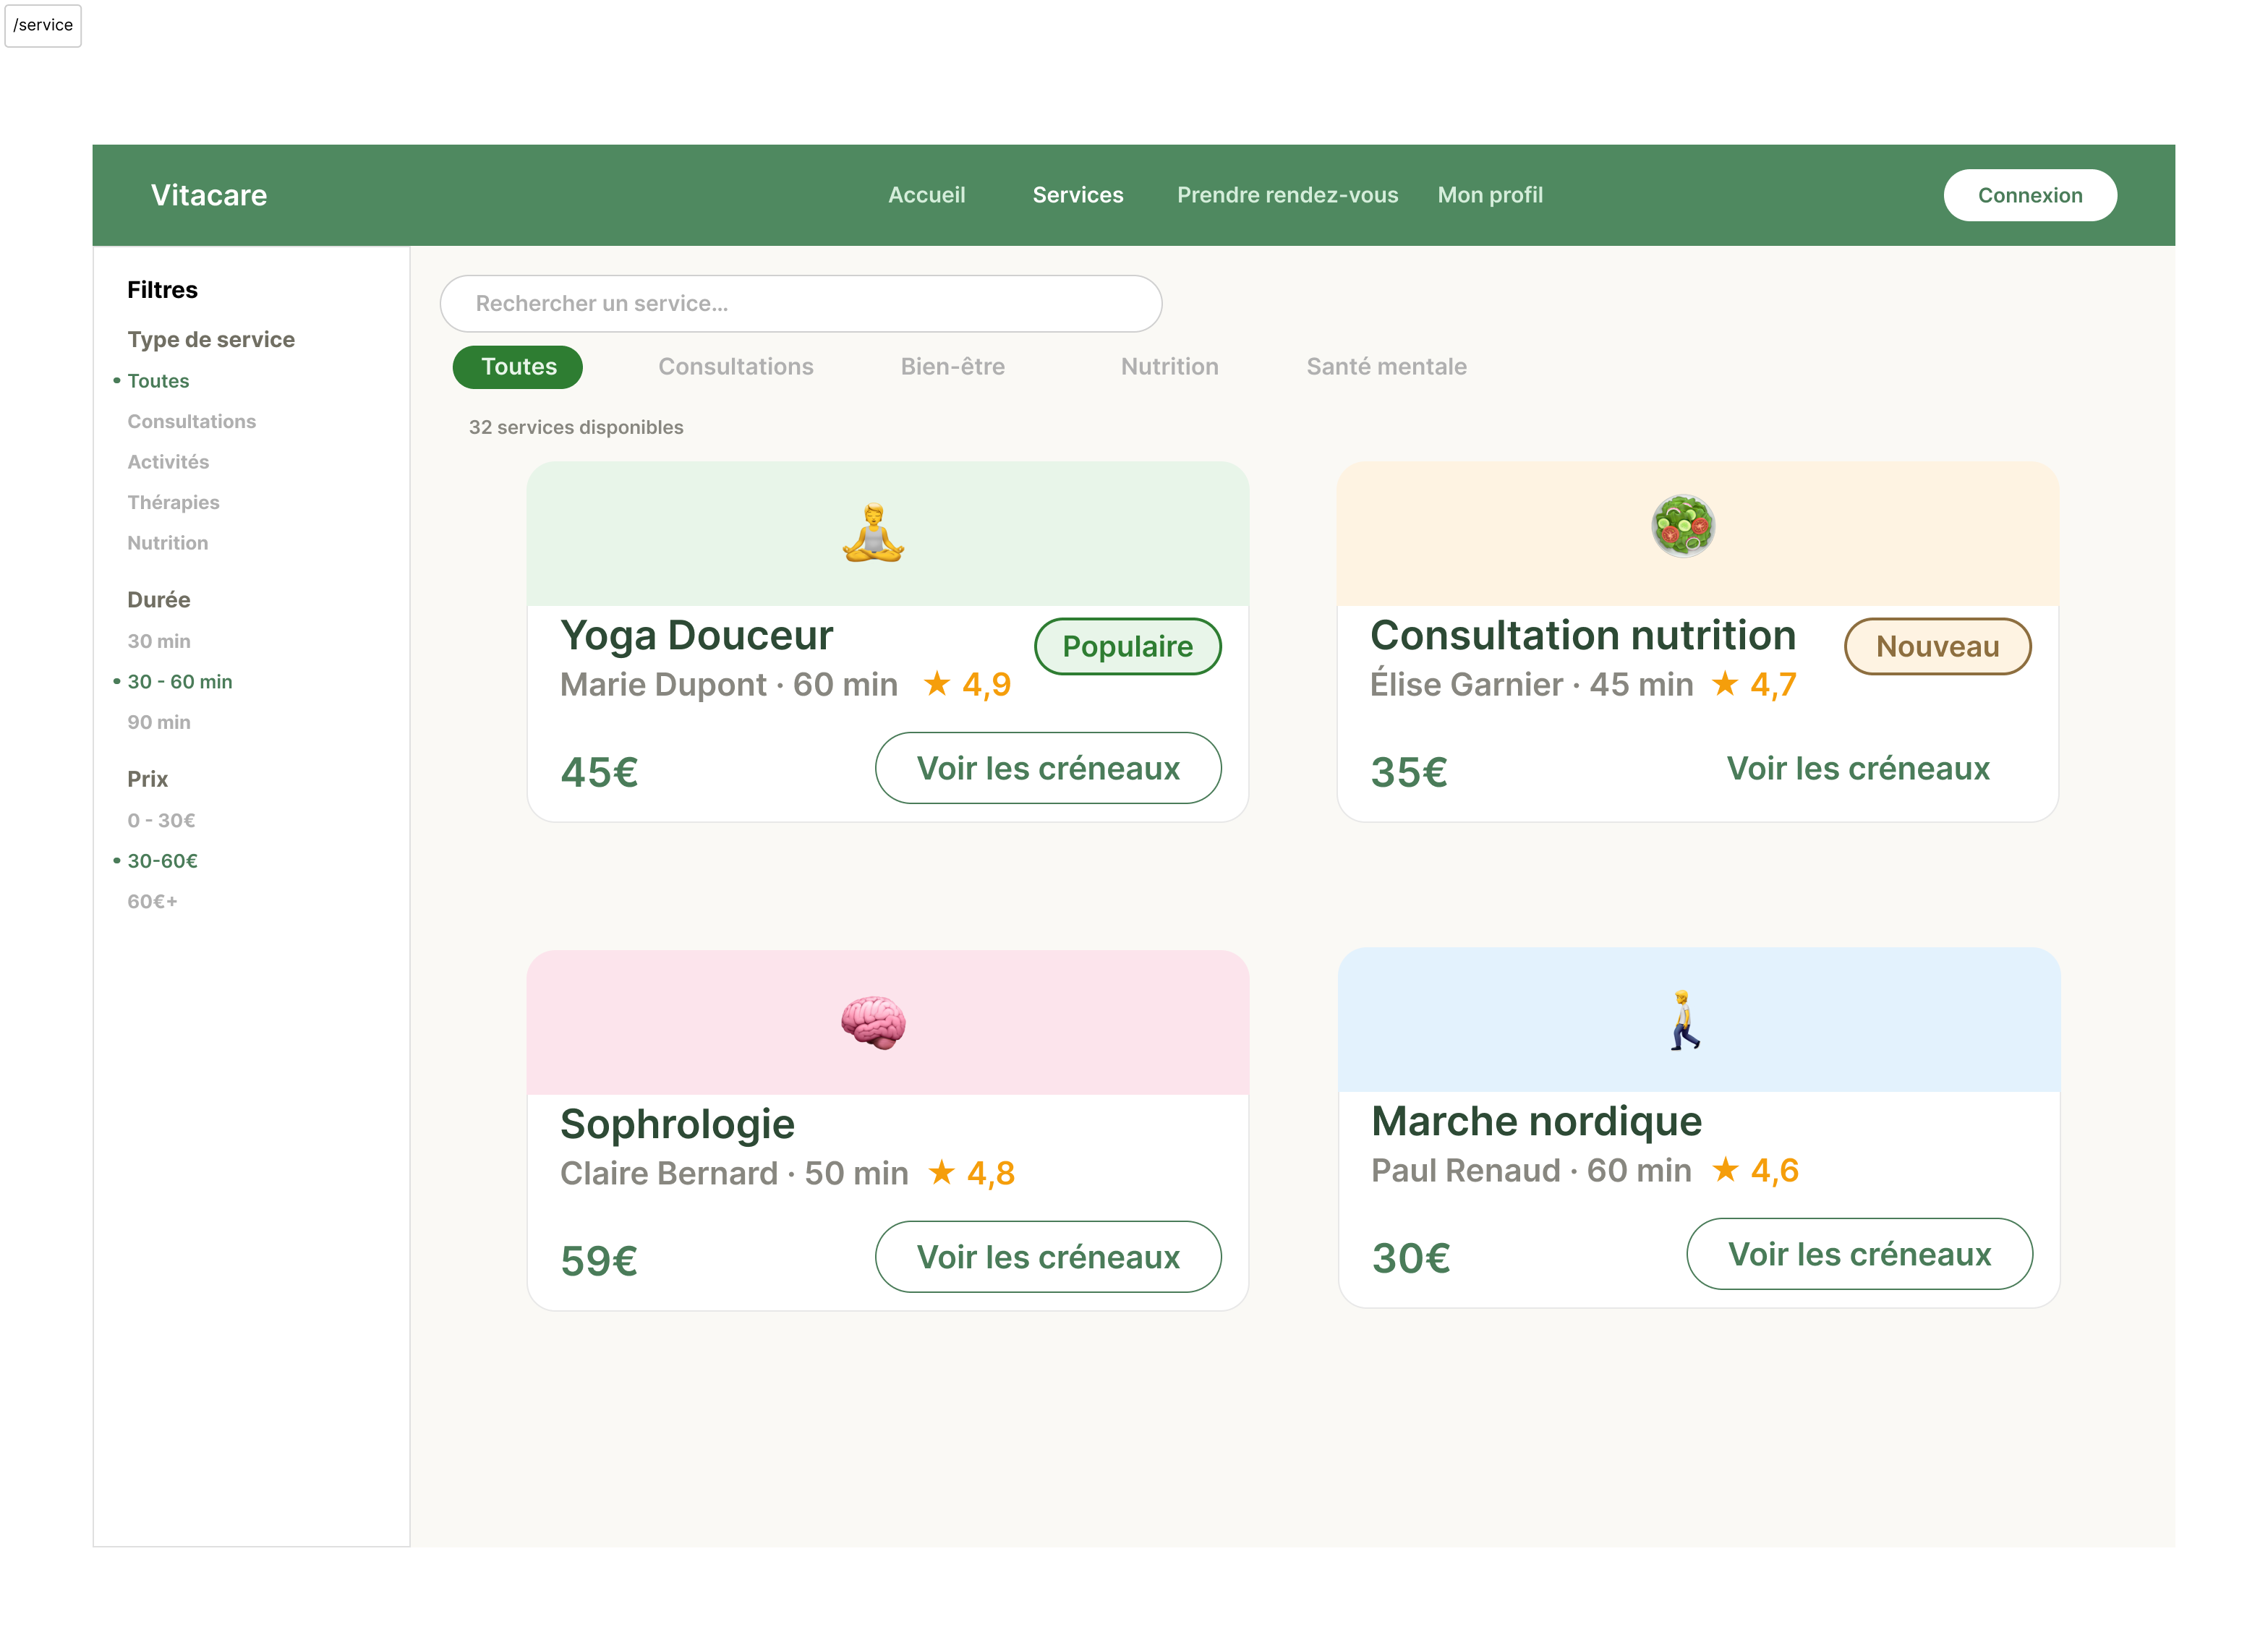 /service
Vitacare
Accueil
Services
Prendre rendez-vous
Mon profil
Connexion
Filtres
Type de service
• Toutes
Consultations
Activités
Thérapies
Nutrition
Durée
30 min
• 30 - 60 min
90 min
Prix
0 - 30€
• 30-60€
60€+
Rechercher un service...
Toutes
Consultations
Bien-être
Nutrition
Santé mentale
32 services disponibles
Yoga Douceur
Populaire
Marie Dupont · 60 min ★ 4,9
45€
Voir les créneaux
Consultation nutrition
Nouveau
Élise Garnier · 45 min ★ 4,7
35€
Voir les créneaux
Sophrologie
Claire Bernard · 50 min ★ 4,8
59€
Voir les créneaux
Marche nordique
Paul Renaud · 60 min ★ 4,6
30€
Voir les créneaux